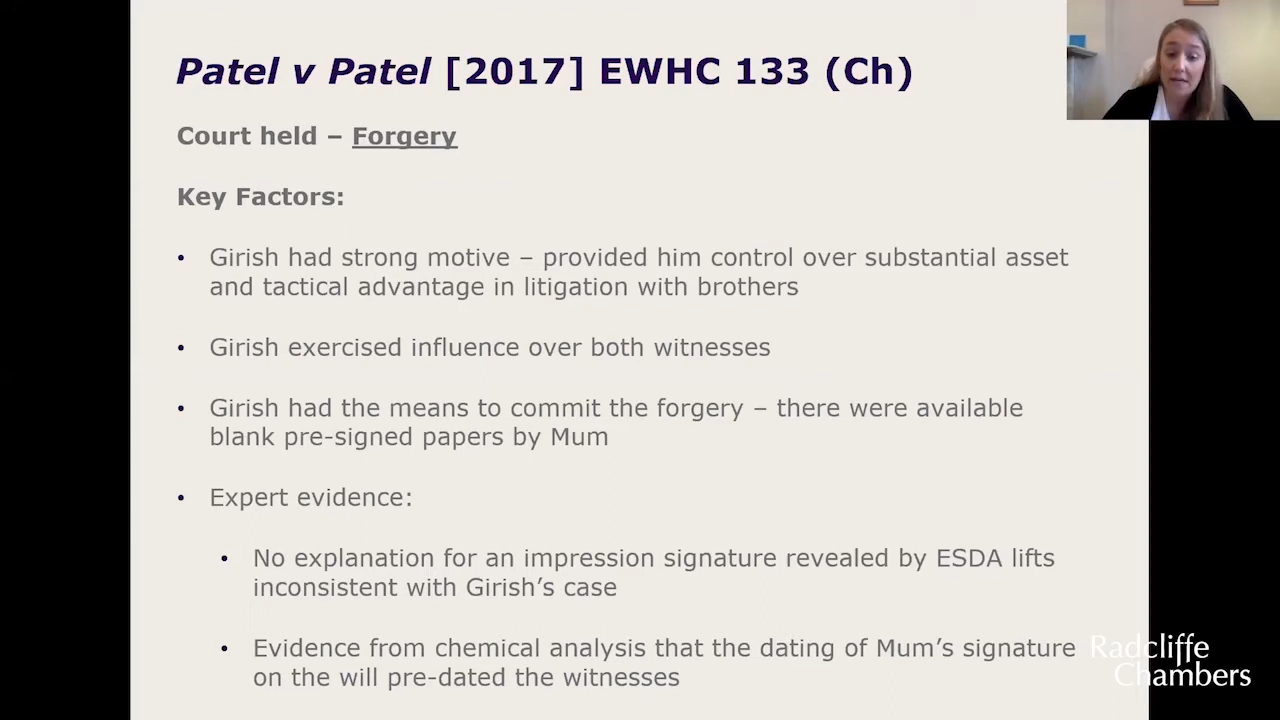 Patel v Patel [2017] EWHC 133 (Ch)
Court held – Forgery
Key Factors:
• Girish had strong motive – provided him control over substantial asset
and tactical advantage in litigation with brothers
• Girish exercised influence over both witnesses
• Girish had the means to commit the forgery – there were available
blank pre-signed papers by Mum
• Expert evidence:
• No explanation for an impression signature revealed by ESDA lifts
inconsistent with Girish’s case
• Evidence from chemical analysis that the dating of Mum’s signature
on the will pre-dated the witnesses
Radcliffe
Chambers